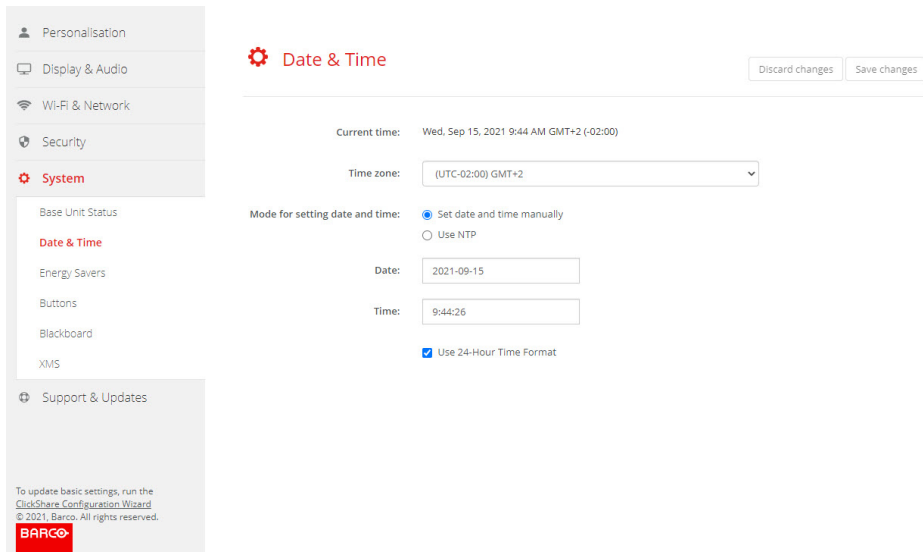 Personalisation
Display & Audio
Wi-Fi & Network
Security
System
Base Unit Status
Date & Time
Energy Savers
Buttons
Blackboard
XMS
Support & Updates
To update basic settings, run the
ClickShare Configuration Wizard
© 2021, Barco. All rights reserved.
BARCO
Date & Time
Discard changes Save changes
Current time: Wed, Sep 15, 2021 9:44 AM GMT+2 (-02:00)
Time zone: (UTC-02:00) GMT+2
Mode for setting date and time: Set date and time manually
Use NTP
Date: 2021-09-15
Time: 9:44:26
Use 24-Hour Time Format